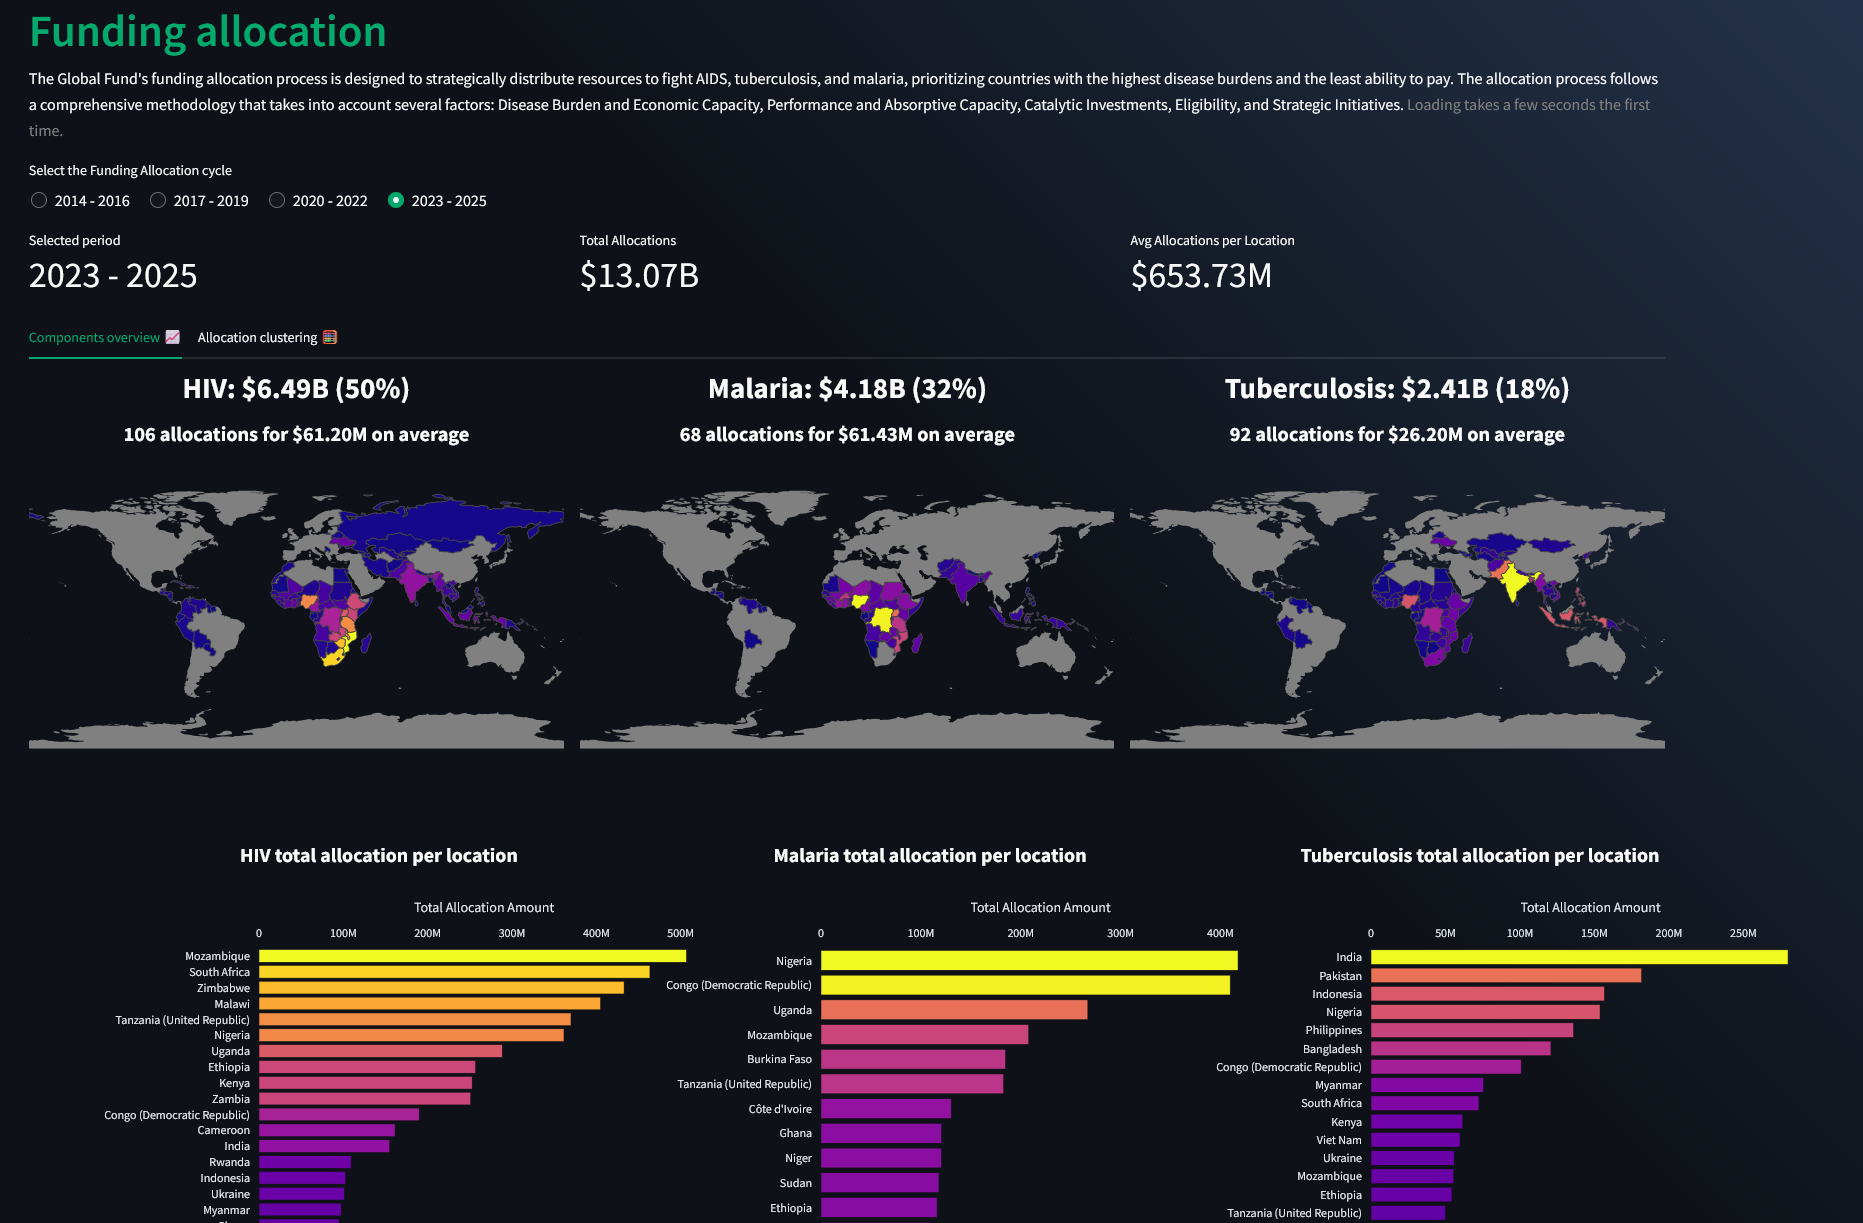 Funding allocation
The Global Fund's funding allocation process is designed to strategically distribute resources to fight AIDS, tuberculosis, and malaria, prioritizing countries with the highest disease burdens and the least ability to pay. The allocation process follows
a comprehensive methodology that takes into account several factors: Disease Burden and Economic Capacity, Performance and Absorptive Capacity, Catalytic Investments, Eligibility, and Strategic Initiatives. Loading takes a few seconds the first
time.
Select the Funding Allocation cycle
2014 - 2016 2017 - 2019 2020 - 2022 2023 - 2025
Selected period
2023 - 2025
Total Allocations
$13.07B
Avg Allocations per Location
$653.73M
Components overview Allocation clustering
HIV: $6.49B (50%)
106 allocations for $61.20M on average
Malaria: $4.18B (32%)
68 allocations for $61.43M on average
Tuberculosis: $2.41B (18%)
92 allocations for $26.20M on average
HIV total allocation per location
Total Allocation Amount
0 100M 200M 300M 400M 500M
Mozambique
South Africa
Zimbabwe
Malawi
Tanzania (United Republic)
Nigeria
Uganda
Ethiopia
Kenya
Zambia
Congo (Democratic Republic)
Cameroon
India
Rwanda
Indonesia
Ukraine
Myanmar
Malaria total allocation per location
Total Allocation Amount
0 100M 200M 300M 400M
Nigeria
Congo (Democratic Republic)
Uganda
Mozambique
Burkina Faso
Tanzania (United Republic)
Côte d'Ivoire
Ghana
Niger
Sudan
Ethiopia
Tuberculosis total allocation per location
Total Allocation Amount
0 50M 100M 150M 200M 250M
India
Pakistan
Indonesia
Nigeria
Philippines
Bangladesh
Congo (Democratic Republic)
Myanmar
South Africa
Kenya
Viet Nam
Ukraine
Mozambique
Ethiopia
Tanzania (United Republic)